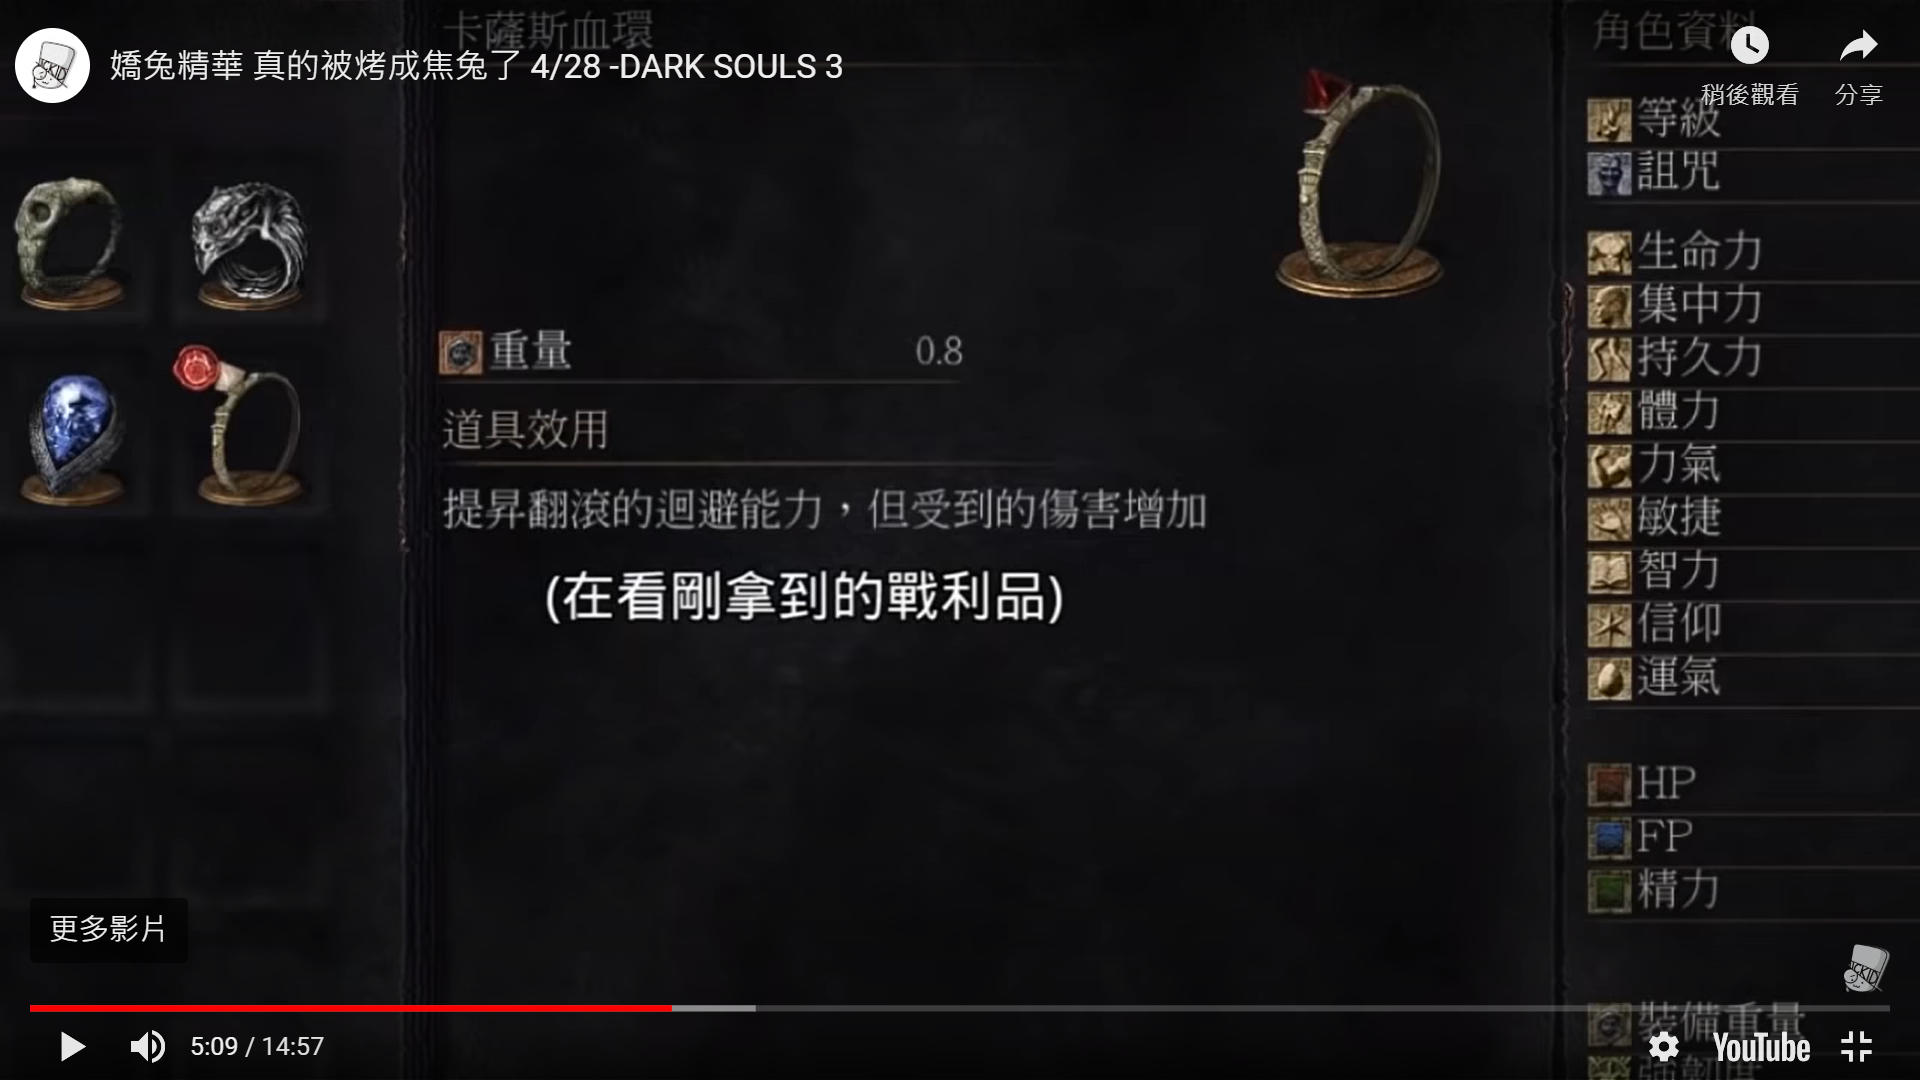 卡薩斯血環
角色資料
嬌兔精華 真的被烤成焦兔了 4/28 -DARK SOULS 3
稍後觀看
分享
等級
詛咒
生命力
集中力
重量 0.8
持久力
道具效用
體力
力氣
提昇翻滾的迴避能力，但受到的傷害增加
敏捷
智力
(在看剛拿到的戰利品)
信仰
運氣
HP
FP
精力
更多影片
裝備重量
5:09 / 14:57
YouTube
強韌度